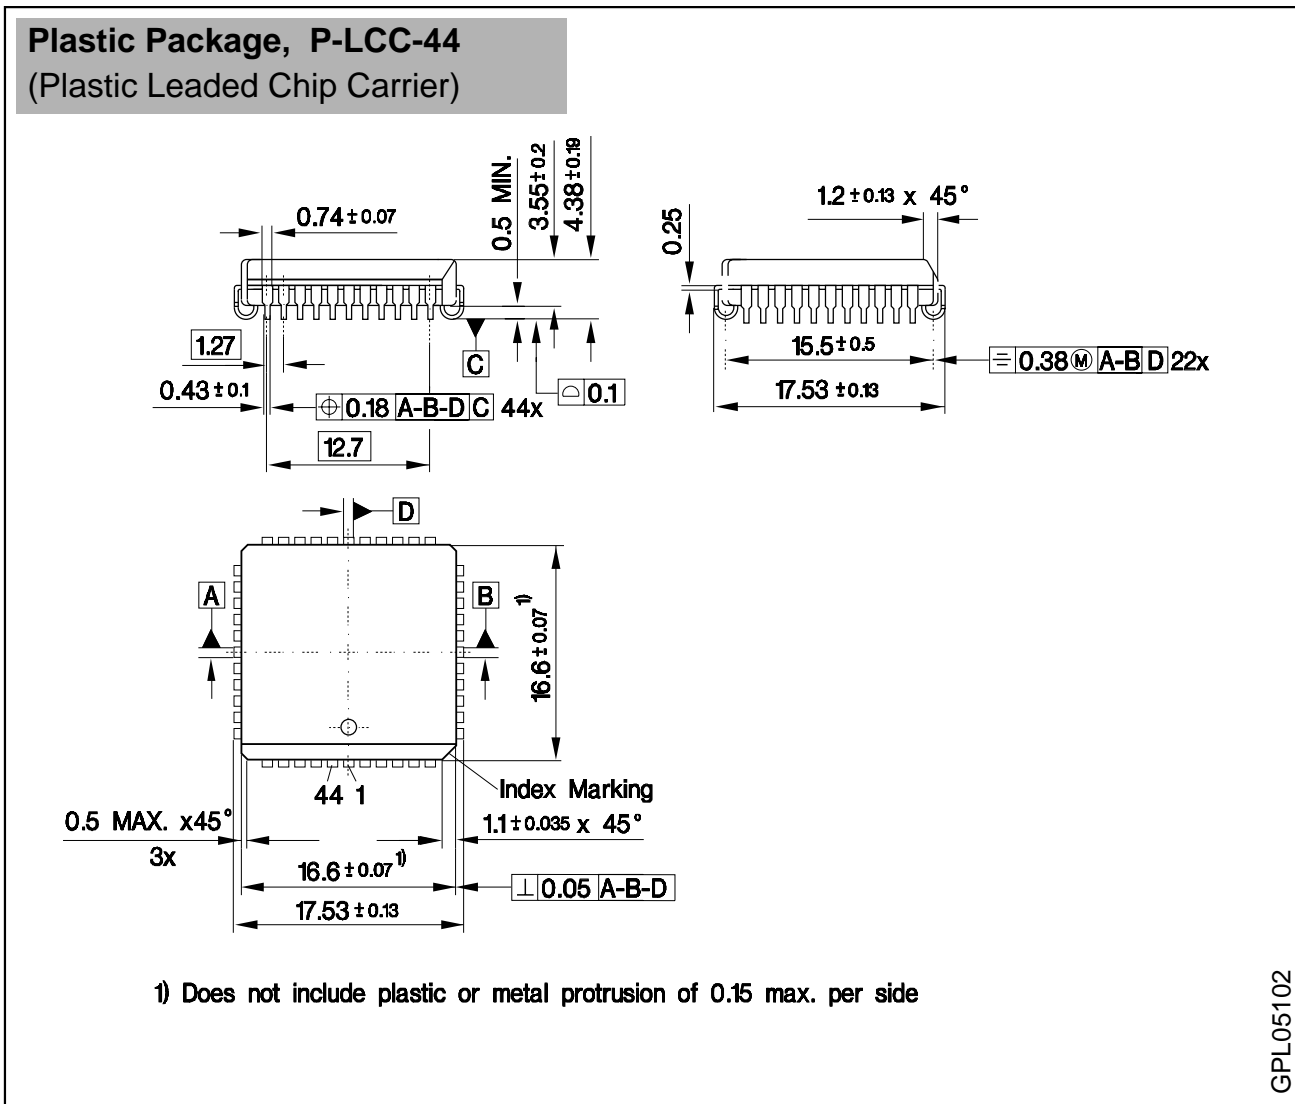 Plastic Package, P-LCC-44
(Plastic Leaded Chip Carrier)
0.74 ± 0.07
0.5 MIN.
3.55 ± 0.2
4.38 ± 0.19
1.27
C
0.43 ± 0.1
⌖ 0.18 A-B-D C 44x
⌓ 0.1
12.7
0.25
1.2 ± 0.13 x 45°
15.5 ± 0.5
⌯ 0.38 Ⓜ A-B D 22x
17.53 ± 0.13
D
A
B
16.6 ± 0.07 1)
44 1
Index Marking
0.5 MAX. x45°
3x
1.1 ± 0.035 x 45°
16.6 ± 0.07 1)
⊥ 0.05 A-B-D
17.53 ± 0.13
1) Does not include plastic or metal protrusion of 0.15 max. per side
GPL05102